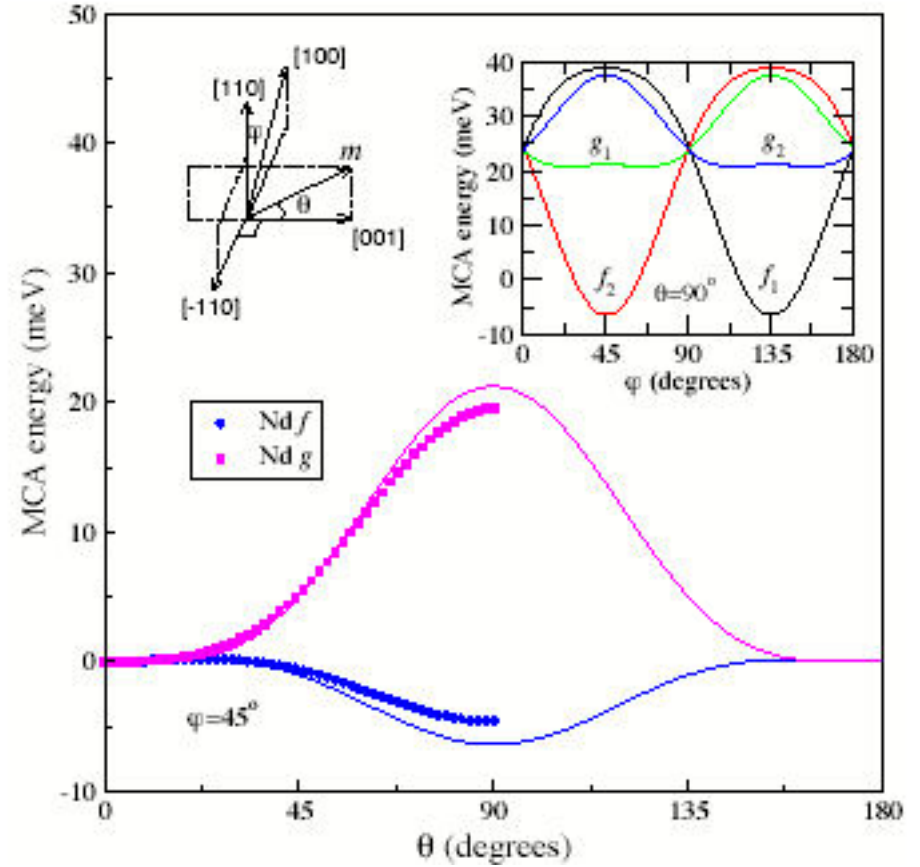 50
40
30
20
10
0
-10
MCA energy (meV)
0
45
90
135
180
θ (degrees)
[100]
[110]
φ
m
θ
[001]
[-110]
40
30
20
10
0
-10
MCA energy (meV)
g1
g2
f2
θ=90°
f1
0
45
90
135
180
φ (degrees)
Nd f
Nd g
φ=45°